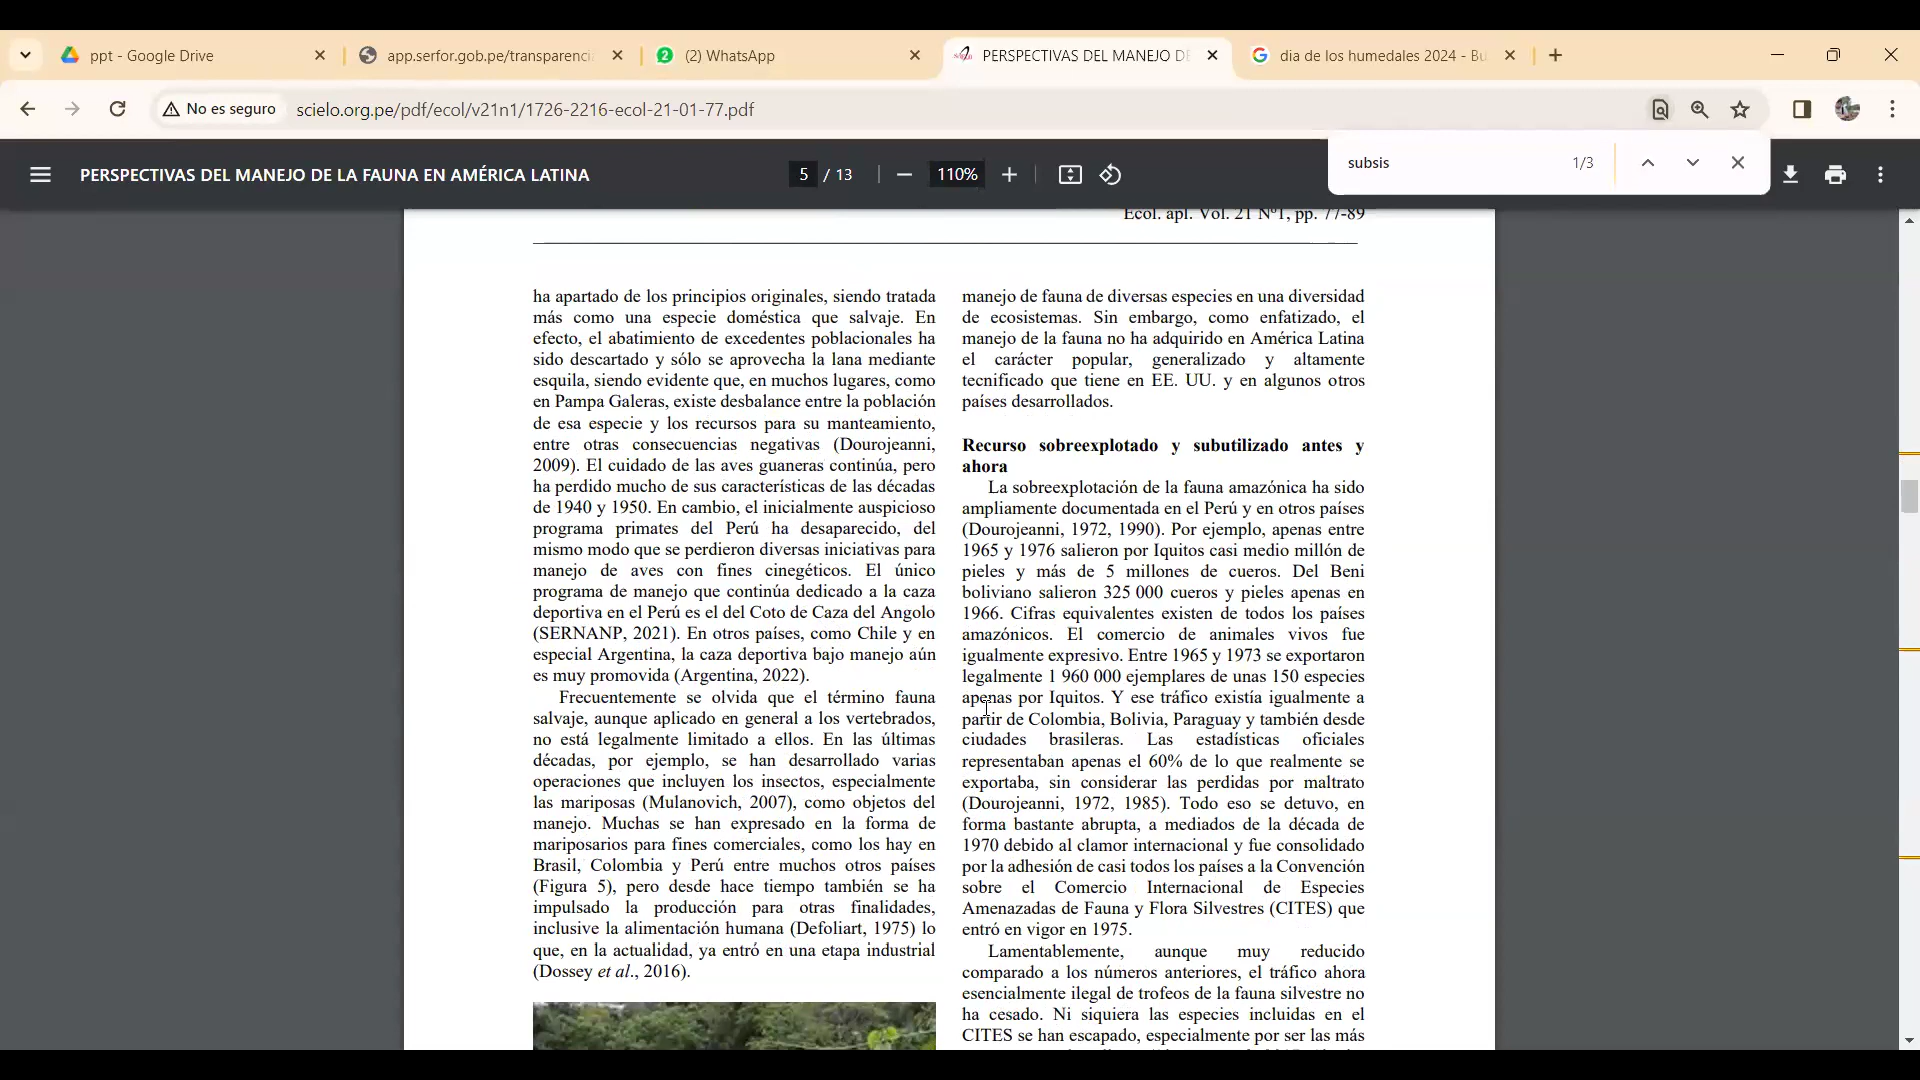 ppt - Google Drive
app.serfor.gob.pe/transparenci
2
(2) WhatsApp
PERSPECTIVAS DEL MANEJO DE
dia de los humedales 2024 - Bu
No es seguro
scielo.org.pe/pdf/ecol/v21n1/1726-2216-ecol-21-01-77.pdf
PERSPECTIVAS DEL MANEJO DE LA FAUNA EN AMÉRICA LATINA
5 / 13
110%
subsis
1/3
Ecol. apl. Vol. 21 Nº1, pp. 77-89
ha apartado de los principios originales, siendo tratada
más como una especie doméstica que salvaje. En
efecto, el abatimiento de excedentes poblacionales ha
sido descartado y sólo se aprovecha la lana mediante
esquila, siendo evidente que, en muchos lugares, como
en Pampa Galeras, existe desbalance entre la población
de esa especie y los recursos para su manteamiento,
entre otras consecuencias negativas (Dourojeanni,
2009). El cuidado de las aves guaneras continúa, pero
ha perdido mucho de sus características de las décadas
de 1940 y 1950. En cambio, el inicialmente auspicioso
programa primates del Perú ha desaparecido, del
mismo modo que se perdieron diversas iniciativas para
manejo de aves con fines cinegéticos. El único
programa de manejo que continúa dedicado a la caza
deportiva en el Perú es el del Coto de Caza del Angolo
(SERNANP, 2021). En otros países, como Chile y en
especial Argentina, la caza deportiva bajo manejo aún
es muy promovida (Argentina, 2022).
Frecuentemente se olvida que el término fauna
salvaje, aunque aplicado en general a los vertebrados,
no está legalmente limitado a ellos. En las últimas
décadas, por ejemplo, se han desarrollado varias
operaciones que incluyen los insectos, especialmente
las mariposas (Mulanovich, 2007), como objetos del
manejo. Muchas se han expresado en la forma de
mariposarios para fines comerciales, como los hay en
Brasil, Colombia y Perú entre muchos otros países
(Figura 5), pero desde hace tiempo también se ha
impulsado la producción para otras finalidades,
inclusive la alimentación humana (Defoliart, 1975) lo
que, en la actualidad, ya entró en una etapa industrial
(Dossey et al., 2016).
manejo de fauna de diversas especies en una diversidad
de ecosistemas. Sin embargo, como enfatizado, el
manejo de la fauna no ha adquirido en América Latina
el carácter popular, generalizado y altamente
tecnificado que tiene en EE. UU. y en algunos otros
países desarrollados.
Recurso sobreexplotado y subutilizado antes y
ahora
La sobreexplotación de la fauna amazónica ha sido
ampliamente documentada en el Perú y en otros países
(Dourojeanni, 1972, 1990). Por ejemplo, apenas entre
1965 y 1976 salieron por Iquitos casi medio millón de
pieles y más de 5 millones de cueros. Del Beni
boliviano salieron 325 000 cueros y pieles apenas en
1966. Cifras equivalentes existen de todos los países
amazónicos. El comercio de animales vivos fue
igualmente expresivo. Entre 1965 y 1973 se exportaron
legalmente 1 960 000 ejemplares de unas 150 especies
apenas por Iquitos. Y ese tráfico existía igualmente a
partir de Colombia, Bolivia, Paraguay y también desde
ciudades brasileras. Las estadísticas oficiales
representaban apenas el 60% de lo que realmente se
exportaba, sin considerar las perdidas por maltrato
(Dourojeanni, 1972, 1985). Todo eso se detuvo, en
forma bastante abrupta, a mediados de la década de
1970 debido al clamor internacional y fue consolidado
por la adhesión de casi todos los países a la Convención
sobre el Comercio Internacional de Especies
Amenazadas de Fauna y Flora Silvestres (CITES) que
entró en vigor en 1975.
Lamentablemente, aunque muy reducido
comparado a los números anteriores, el tráfico ahora
esencialmente ilegal de trofeos de la fauna silvestre no
ha cesado. Ni siquiera las especies incluidas en el
CITES se han escapado, especialmente por ser las más